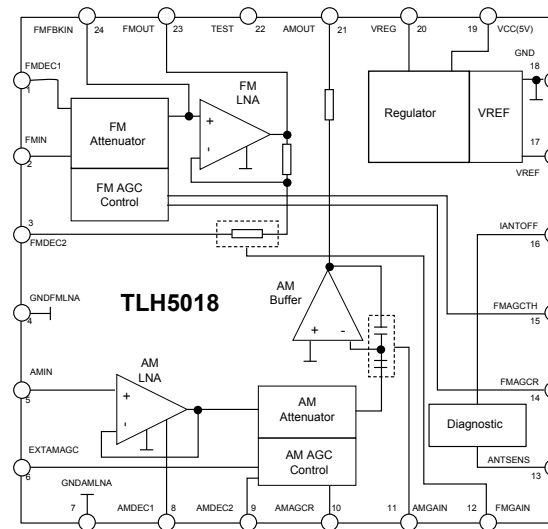 FMFBKIN 24 FMOUT 23 TEST 22 AMOUT 21 VREG 20 19 VCC(5V)
GND
18
FMDEC1
1
FM
LNA
+
-
FM
Attenuator
Regulator
VREF
FMIN
2
17
VREF
FM AGC
Control
3
FMDEC2
IANTOFF
16
TLH5018
AM
Buffer
+ -
GNDFMLNA
4
FMAGCTH
15
AMIN
5
AM
LNA
+
-
AM
Attenuator
FMAGCR
14
Diagnostic
AM AGC
Control
EXTAMAGC
6
ANTSENS
13
GNDAMLNA
7 AMDEC1 8 AMDEC2 9 AMAGCR 10 11 AMGAIN 12 FMGAIN